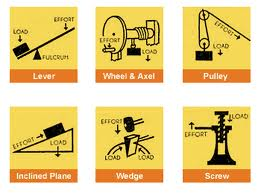 EFFORT
LOAD
FULCRUM
Lever
EFFORT
LOAD
Wheel & Axel
EFFORT
LOAD
Pulley
EFFORT
LOAD
Inclined Plane
EFFORT
LOAD
LOAD
Wedge
LOAD
EFFORT
Screw